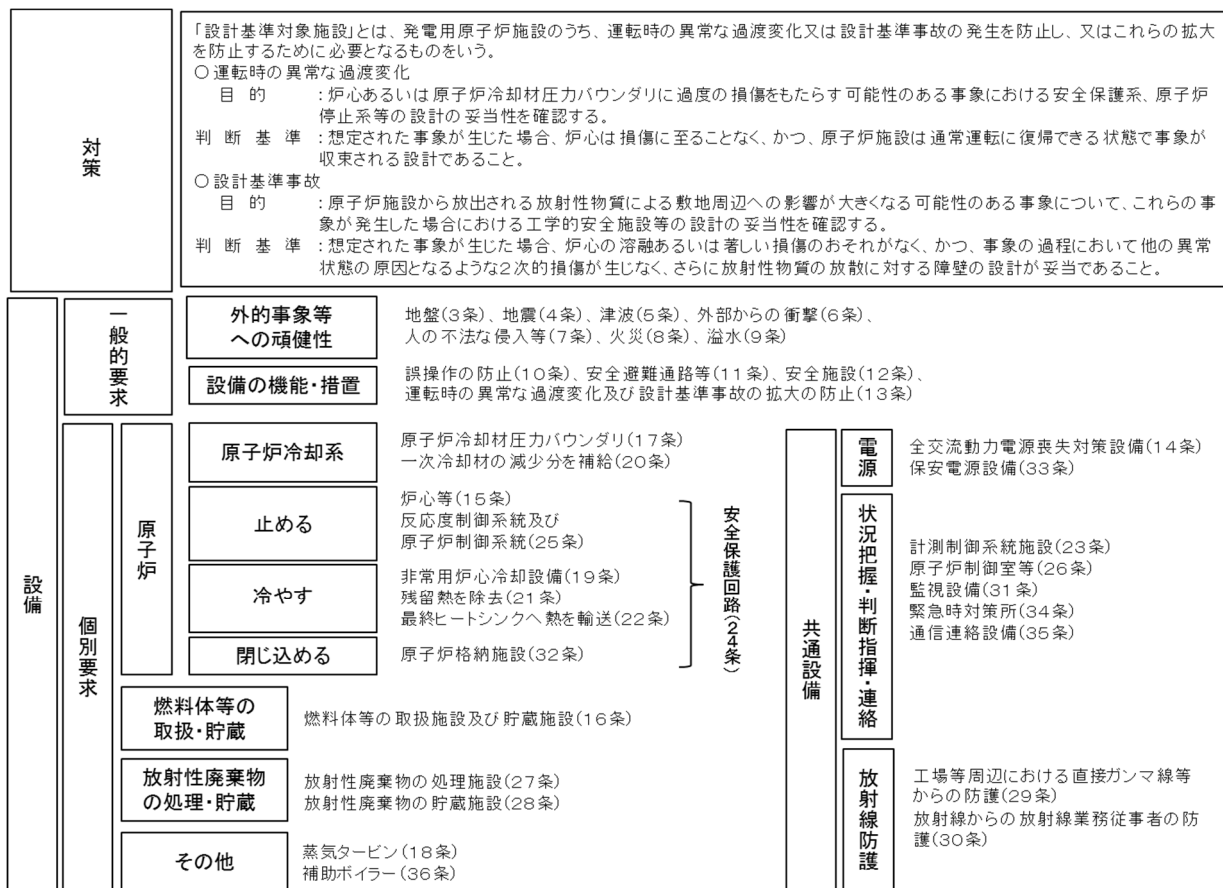 対策
「設計基準対象施設」とは、発電用原子炉施設のうち、運転時の異常な過渡変化又は設計基準事故の発生を防止し、又はこれらの拡大
を防止するために必要となるものをいう。
○運転時の異常な過渡変化
目的 ：炉心あるいは原子炉冷却材圧力バウンダリに過度の損傷をもたらす可能性のある事象における安全保護系、原子炉
停止系等の設計の妥当性を確認する。
判断基準 ：想定された事象が生じた場合、炉心は損傷に至ることなく、かつ、原子炉施設は通常運転に復帰できる状態で事象が
収束される設計であること。
○設計基準事故
目的 ：原子炉施設から放出される放射性物質による敷地周辺への影響が大きくなる可能性のある事象について、これらの事
象が発生した場合における工学的安全施設等の設計の妥当性を確認する。
判断基準 ：想定された事象が生じた場合、炉心の溶融あるいは著しい損傷のおそれがなく、かつ、事象の過程において他の異常
状態の原因となるような2次的損傷が生じなく、さらに放射性物質の放散に対する障壁の設計が妥当であること。
設備
一般的要求
外的事象等
への頑健性
地盤(3条)、地震(4条)、津波(5条)、外部からの衝撃(6条)、
人の不法な侵入等(7条)、火災(8条)、溢水(9条)
設備の機能・措置
誤操作の防止(10条)、安全避難通路等(11条)、安全施設(12条)、
運転時の異常な過渡変化及び設計基準事故の拡大の防止(13条)
個別要求
原子炉
原子炉冷却系
原子炉冷却材圧力バウンダリ(17条)
一次冷却材の減少分を補給(20条)
止める
炉心等(15条)
反応度制御系統及び
原子炉制御系統(25条)
冷やす
非常用炉心冷却設備(19条)
残留熱を除去(21条)
最終ヒートシンクへ熱を輸送(22条)
閉じ込める
原子炉格納施設(32条)
安全保護回路(24条)
燃料体等の
取扱・貯蔵
燃料体等の取扱施設及び貯蔵施設(16条)
放射性廃棄物
の処理・貯蔵
放射性廃棄物の処理施設(27条)
放射性廃棄物の貯蔵施設(28条)
その他
蒸気タービン(18条)
補助ボイラー(36条)
共通設備
電源
全交流動力電源喪失対策設備(14条)
保安電源設備(33条)
状況把握・判断指揮・連絡
計測制御系統施設(23条)
原子炉制御室等(26条)
監視設備(31条)
緊急時対策所(34条)
通信連絡設備(35条)
放射線防護
工場等周辺における直接ガンマ線等
からの防護(29条)
放射線からの放射線業務従事者の防
護(30条)